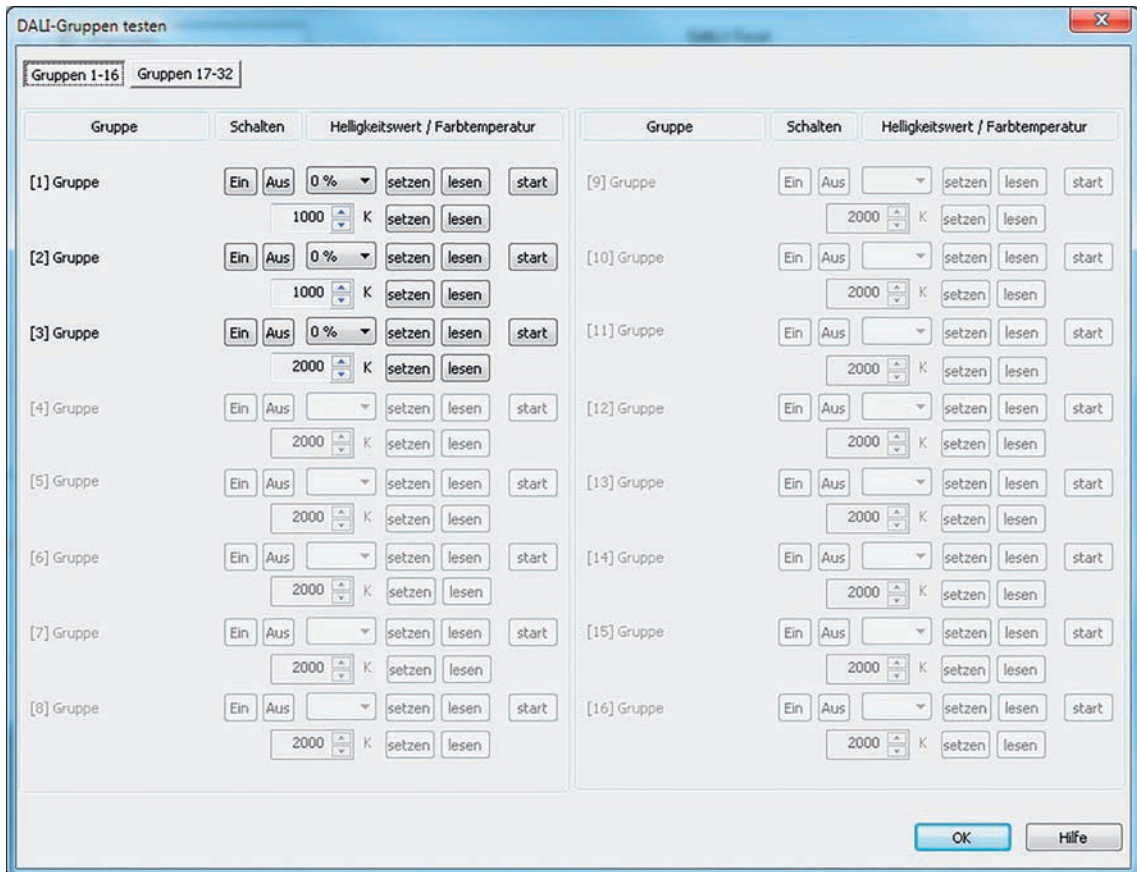 DALI-Gruppen testen
Gruppen 1-16 Gruppen 17-32
Gruppe Schalten Helligkeitswert / Farbtemperatur Gruppe Schalten Helligkeitswert / Farbtemperatur
[1] Gruppe Ein Aus 0 % setzen lesen start [9] Gruppe Ein Aus setzen lesen start
1000 K setzen lesen 2000 K setzen lesen
[2] Gruppe Ein Aus 0 % setzen lesen start [10] Gruppe Ein Aus setzen lesen start
1000 K setzen lesen 2000 K setzen lesen
[3] Gruppe Ein Aus 0 % setzen lesen start [11] Gruppe Ein Aus setzen lesen start
2000 K setzen lesen 2000 K setzen lesen
[4] Gruppe Ein Aus setzen lesen start [12] Gruppe Ein Aus setzen lesen start
2000 K setzen lesen 2000 K setzen lesen
[5] Gruppe Ein Aus setzen lesen start [13] Gruppe Ein Aus setzen lesen start
2000 K setzen lesen 2000 K setzen lesen
[6] Gruppe Ein Aus setzen lesen start [14] Gruppe Ein Aus setzen lesen start
2000 K setzen lesen 2000 K setzen lesen
[7] Gruppe Ein Aus setzen lesen start [15] Gruppe Ein Aus setzen lesen start
2000 K setzen lesen 2000 K setzen lesen
[8] Gruppe Ein Aus setzen lesen start [16] Gruppe Ein Aus setzen lesen start
2000 K setzen lesen 2000 K setzen lesen
OK Hilfe